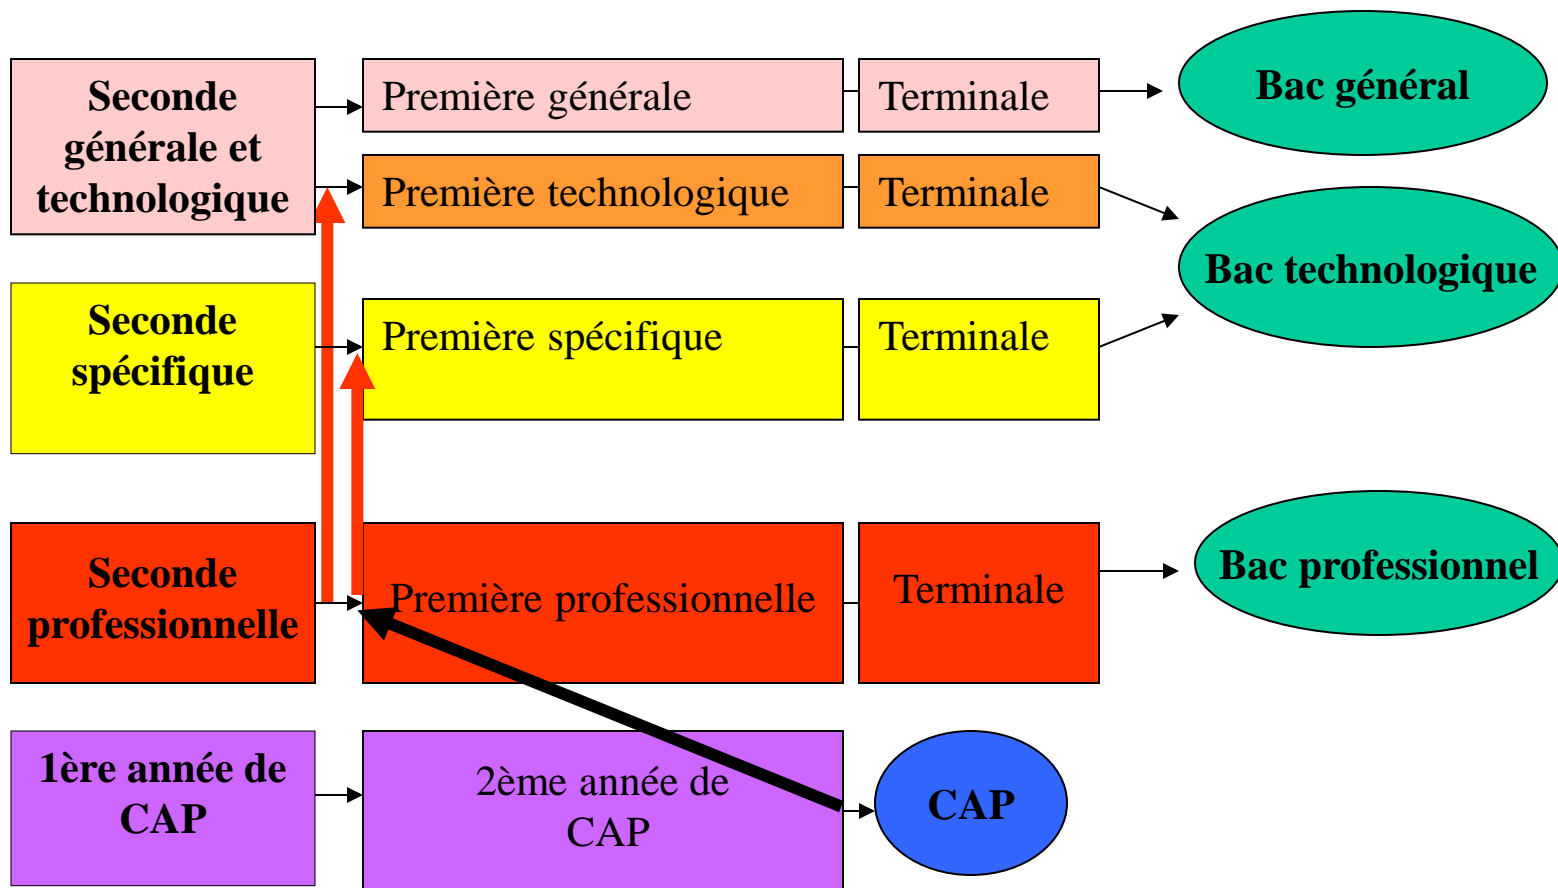 Seconde
générale et
technologique
Première générale
Terminale
Bac général
Première technologique
Terminale
Bac technologique
Seconde
spécifique
Première spécifique
Terminale
Seconde
professionnelle
Première professionnelle
Terminale
Bac professionnel
1ère année de
CAP
2ème année de
CAP
CAP